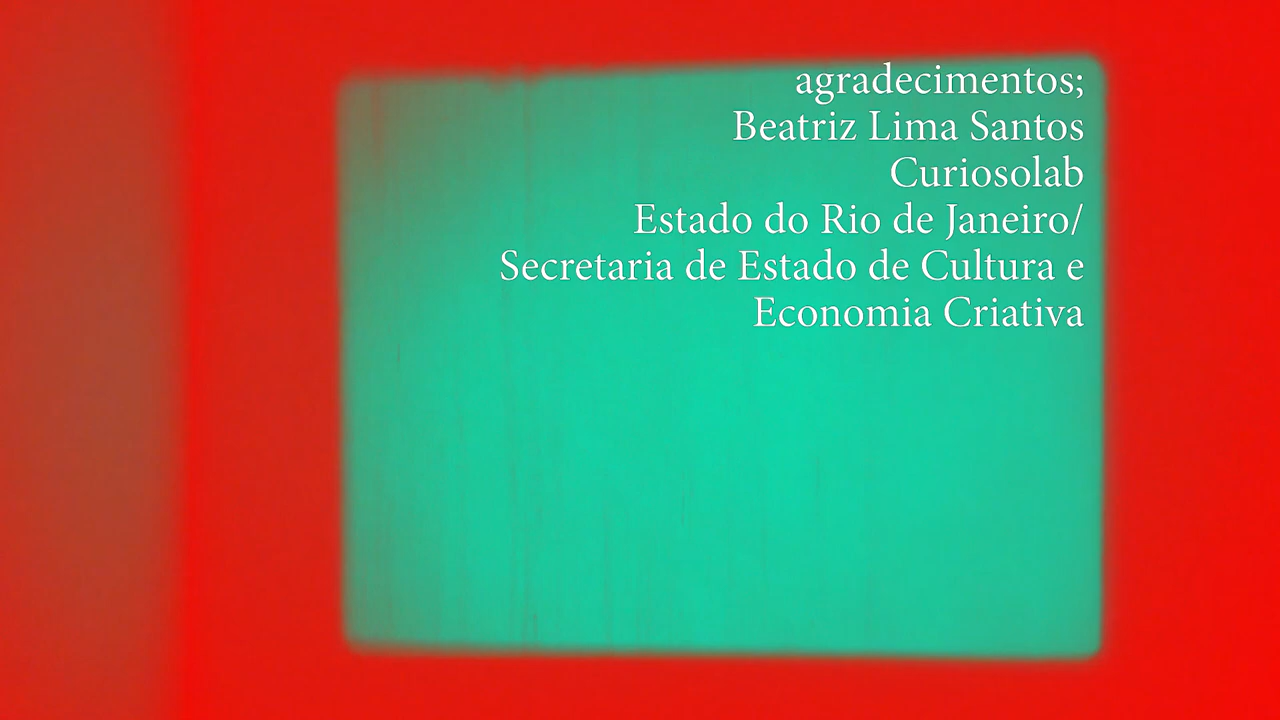 agradecimentos;
Beatriz Lima Santos
Curiosolab
Estado do Rio de Janeiro/
Secretaria de Estado de Cultura e
Economia Criativa